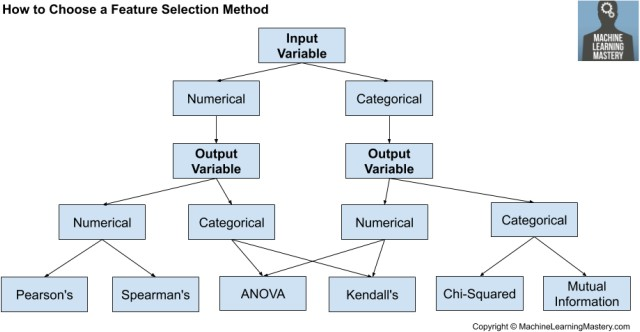 How to Choose a Feature Selection Method
MACHINE
LEARNING
MASTERY
Input
Variable
Numerical
Categorical
Output
Variable
Output
Variable
Numerical
Categorical
Numerical
Categorical
Pearson's
Spearman's
ANOVA
Kendall's
Chi-Squared
Mutual
Information
Copyright © MachineLearningMastery.com